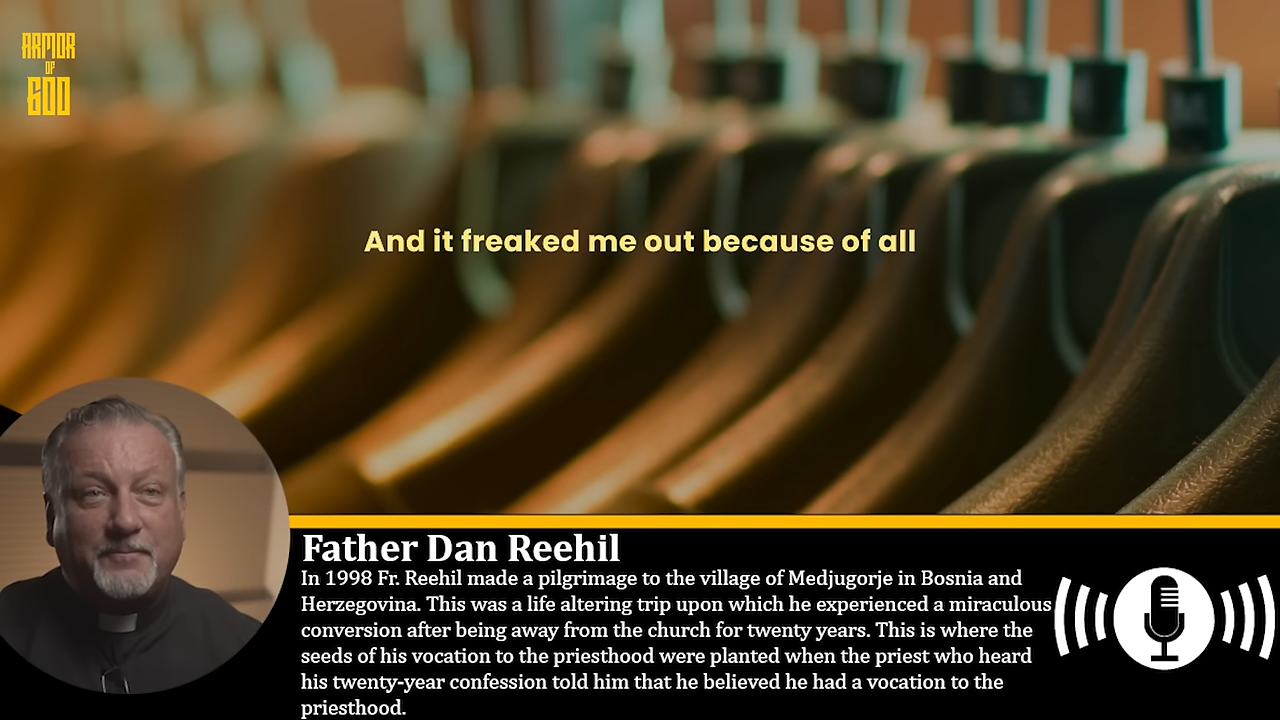 ARMOR
OF
GOD
And it freaked me out because of all
Father Dan Reehil
In 1998 Fr. Reehil made a pilgrimage to the village of Medjugorje in Bosnia and
Herzegovina. This was a life altering trip upon which he experienced a miraculous
conversion after being away from the church for twenty years. This is where the
seeds of his vocation to the priesthood were planted when the priest who heard
his twenty-year confession told him that he believed he had a vocation to the
priesthood.